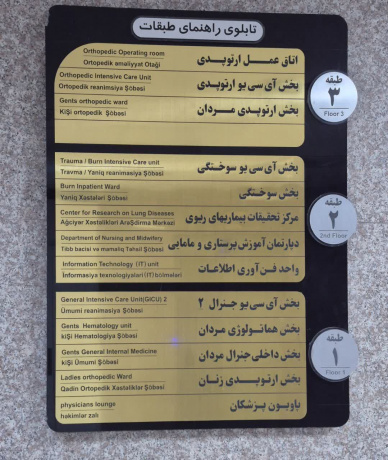 تابلوی راهنمای طبقات
Orthopedic Operating room
Ortopedik əməliyyat Otağı
اتاق عمل ارتوپدی
Orthopedic Intensive Care Unit
Ortopedik reanimsiya Şöbəsi
بخش آی سی یو ارتوپدی
Gents orthopedic ward
KiŞi ortopedik Şöbəsi
بخش ارتوپدی مردان
طبقه
۳
Floor 3
Trauma / Burn Intensive Care unit
Travma / Yanıq reanimasiya Şöbəsi
بخش آی سی یو سوختگی
Burn Inpatient Ward
Yanıq Xəstələri Şöbəsi
بخش سوختگی
Center for Research on Lung Diseases
Ağciyər Xəstəlikləri Araşdırma Mərkəzi
مرکز تحقیقات بیماریهای ریوی
Department of Nursing and Midwifery
Tibb bacısı və mamalıq Təhsil Şöbəsi
دپارتمان آموزش پرستاری و مامایی
Information Technology (IT) unit
İnformasiya texnologiyaları (IT) bölmələri
واحد فن آوری اطلاعات
طبقه
۲
2nd Floor
General Intensive Care Unit(GICU) 2
Ümumi reanimasiya Şöbəsi
بخش آی سی یو جنرال ۲
Gents Hematology unit
kiŞi Hematologiya Şöbəsi
بخش هماتولوژی مردان
Gents General Internal Medicine
kiŞi Ümumi Şöbəsi
بخش داخلی جنرال مردان
Ladies orthopedic Ward
Qadin Ortopedik Xəstəliklər Şöbəsi
بخش ارتوپدی زنان
physicians lounge
həkimlər zalı
پاویون پزشکان
طبقه
۱
Floor 1